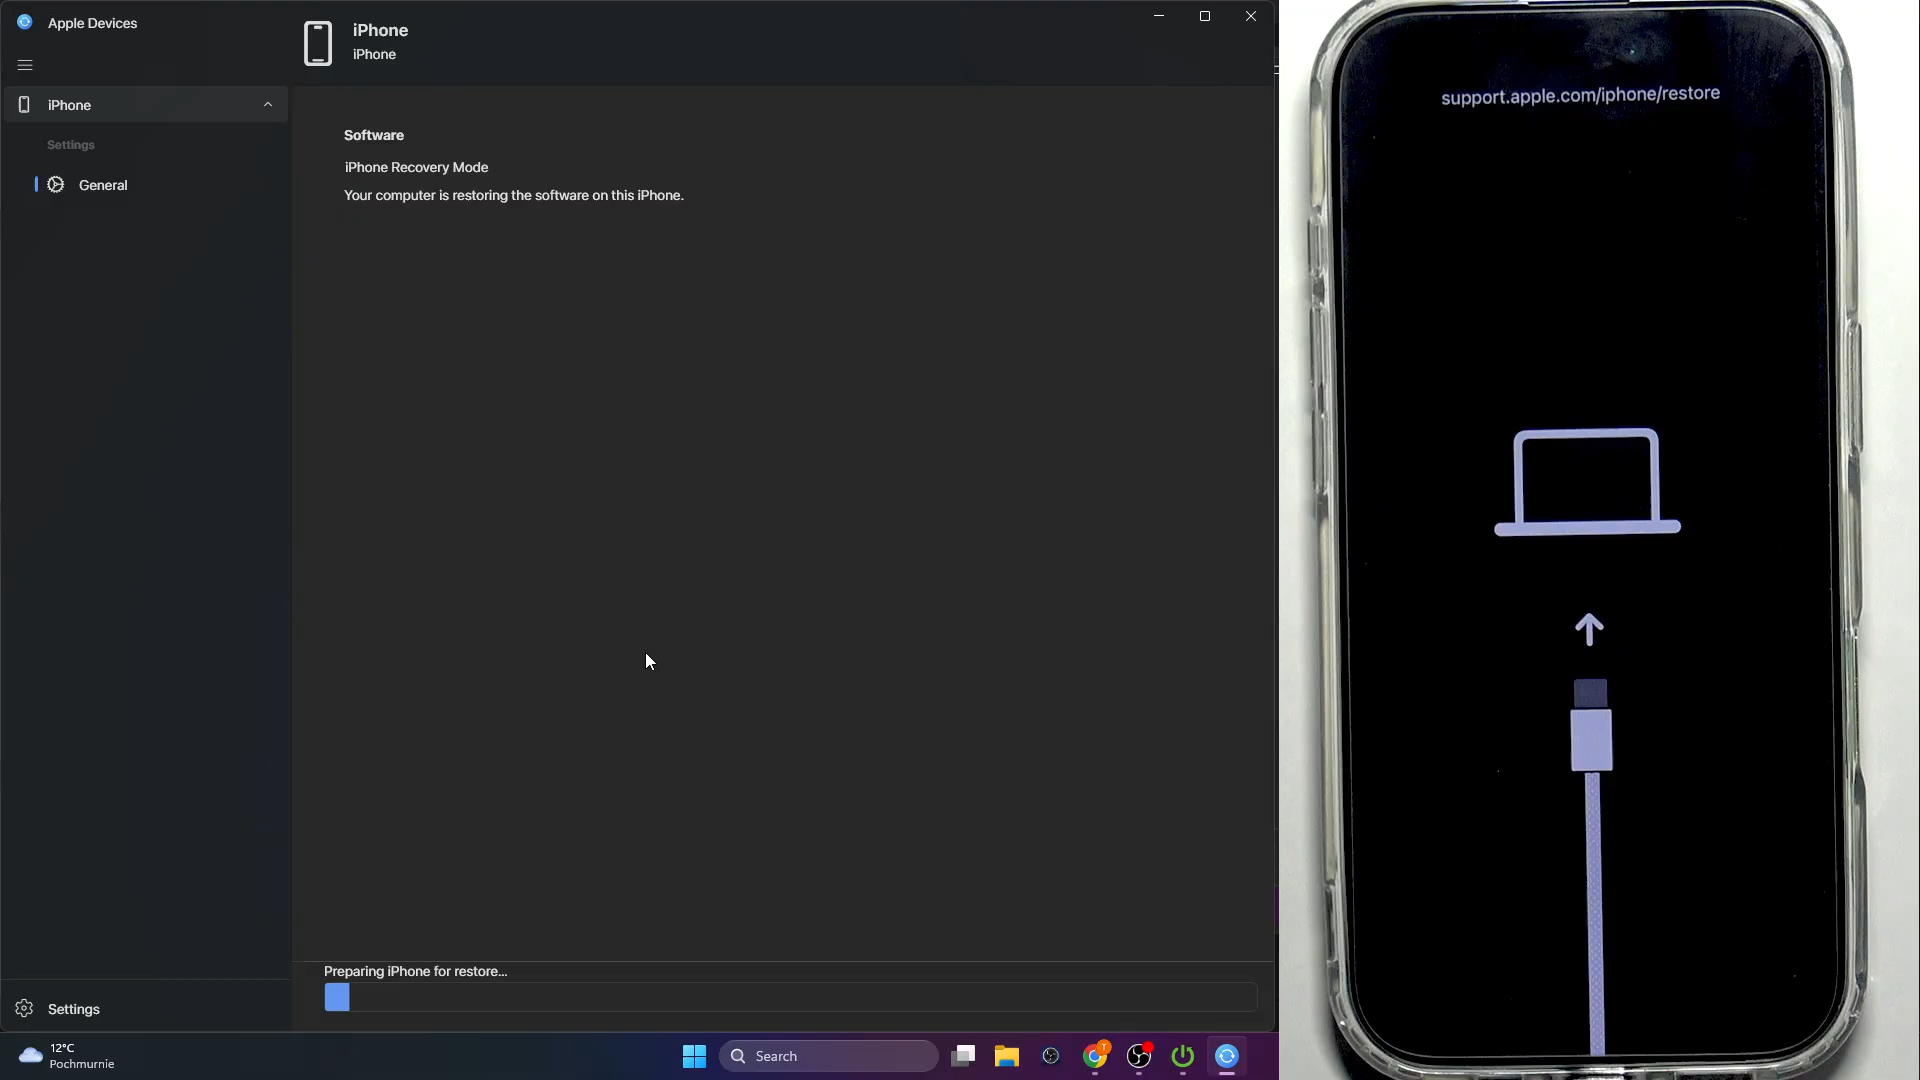 Apple Devices
iPhone
iPhone
iPhone
Settings
General
Software
iPhone Recovery Mode
Your computer is restoring the software on this iPhone.
Preparing iPhone for restore...
Settings
12°C
Pochmurnie
Search
T
support.apple.com/iphone/restore